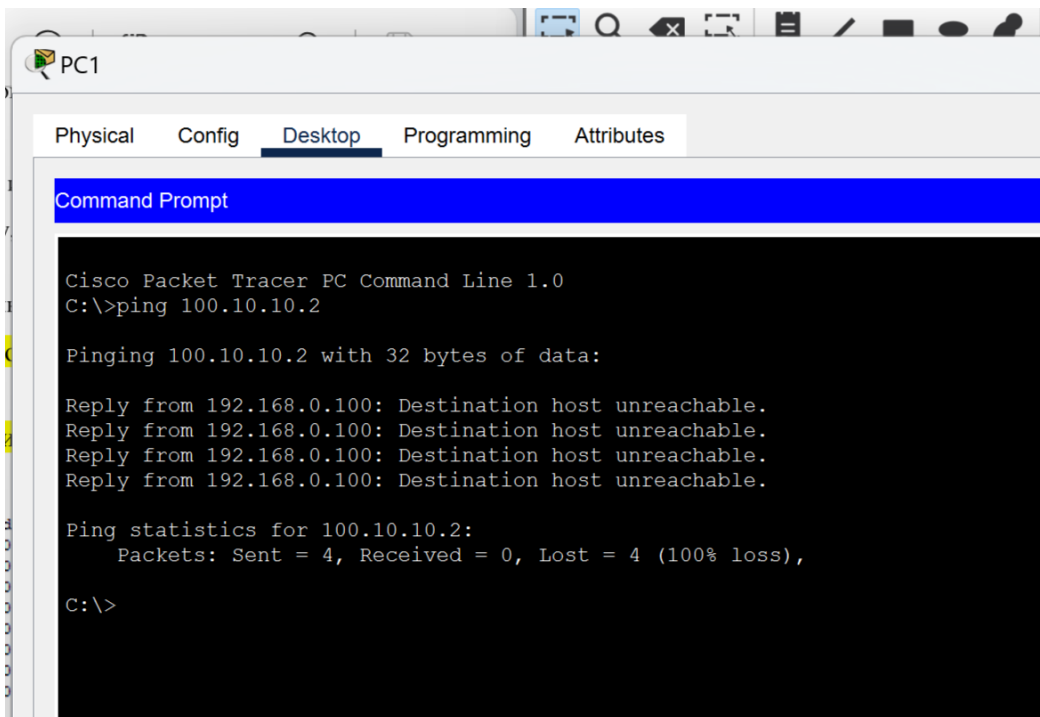 PC1
Physical Config Desktop Programming Attributes
Command Prompt
Cisco Packet Tracer PC Command Line 1.0
C:\>ping 100.10.10.2
Pinging 100.10.10.2 with 32 bytes of data:
Reply from 192.168.0.100: Destination host unreachable.
Reply from 192.168.0.100: Destination host unreachable.
Reply from 192.168.0.100: Destination host unreachable.
Reply from 192.168.0.100: Destination host unreachable.
Ping statistics for 100.10.10.2:
Packets: Sent = 4, Received = 0, Lost = 4 (100% loss),
C:\>